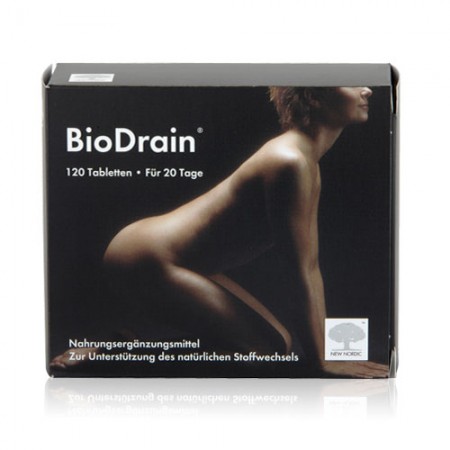 BioDrain®
120 Tabletten • Für 20 Tage
Nahrungsergänzungsmittel
Zur Unterstützung des natürlichen Stoffwechsels
NEW NORDIC